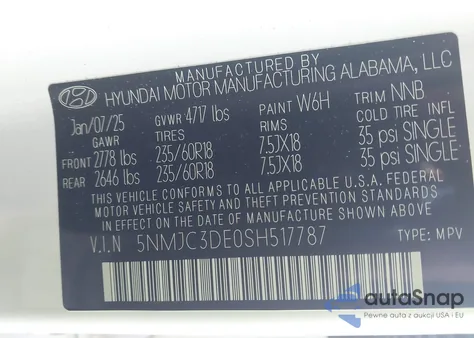 MANUFACTURED BY
HYUNDAI MOTOR MANUFACTURING ALABAMA, LLC
Jan/07/25 GVWR 4717 lbs PAINT W6H TRIM NNB
GAWR TIRES RIMS COLD TIRE INFL
FRONT 2778 lbs 235/60R18 7.5JX18 35 psi SINGLE
REAR 2646 lbs 235/60R18 7.5JX18 35 psi SINGLE
THIS VEHICLE CONFORMS TO ALL APPLICABLE U.S.A. FEDERAL
MOTOR VEHICLE SAFETY AND THEFT PREVENTION STANDARDS
IN EFFECT ON THE DATE OF MANUFACTURE SHOWN ABOVE.
V.I.N 5NMJC3DE0SH517787 TYPE: MPV
autoSnap
Pewne auta z aukcji USA i EU